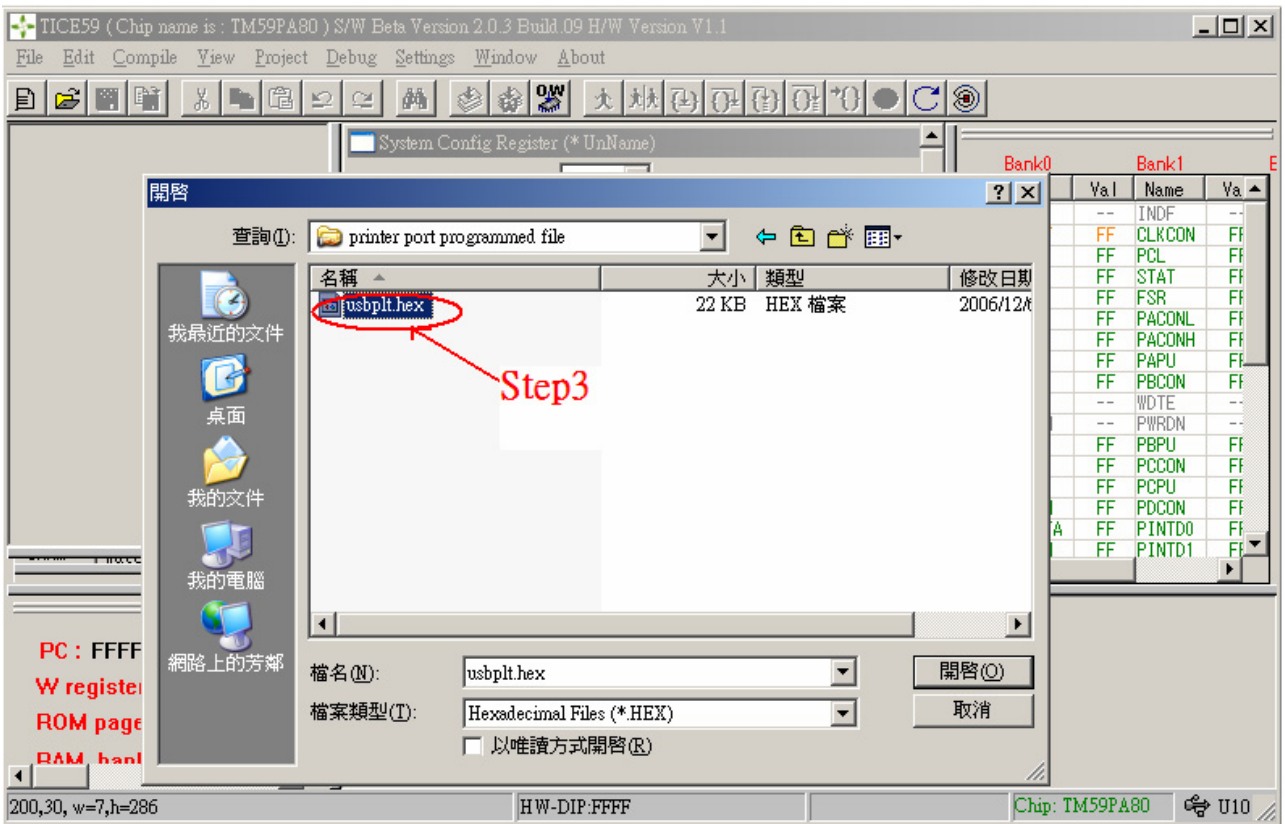 TICE59 ( Chip name is : TM59PA80 ) S/W Beta Version 2.0.3 Build.09 H/W Version V1.1
File Edit Compile View Project Debug Settings Window About
O/W
System Config Register (* UnName)
Bank0 Bank1
Val Name
-- INDF
FF CLKCON
FF PCL
FF STAT
FF FSR
FF PACONL
FF PACONH
FF PAPU
FF PBCON
-- WDTE
-- PWRDN
FF PBPU
FF PCCON
FF PCPU
FF PDCON
FF PINTD0
FF PINTD1
開啓
查詢(I): printer port programmed file
名稱 大小 類型 修改日期
usbplt.hex 22 KB HEX 檔案 2006/12/
Step3
我最近的文件
桌面
我的文件
我的電腦
網路上的芳鄰
檔名(N): usbplt.hex 開啓(O)
檔案類型(T): Hexadecimal Files (*.HEX) 取消
以唯讀方式開啓(R)
PC : FFFF
W register
ROM page
RAM
200,30, w=7,h=286 HW-DIP:FFFF Chip: TM59PA80 U10